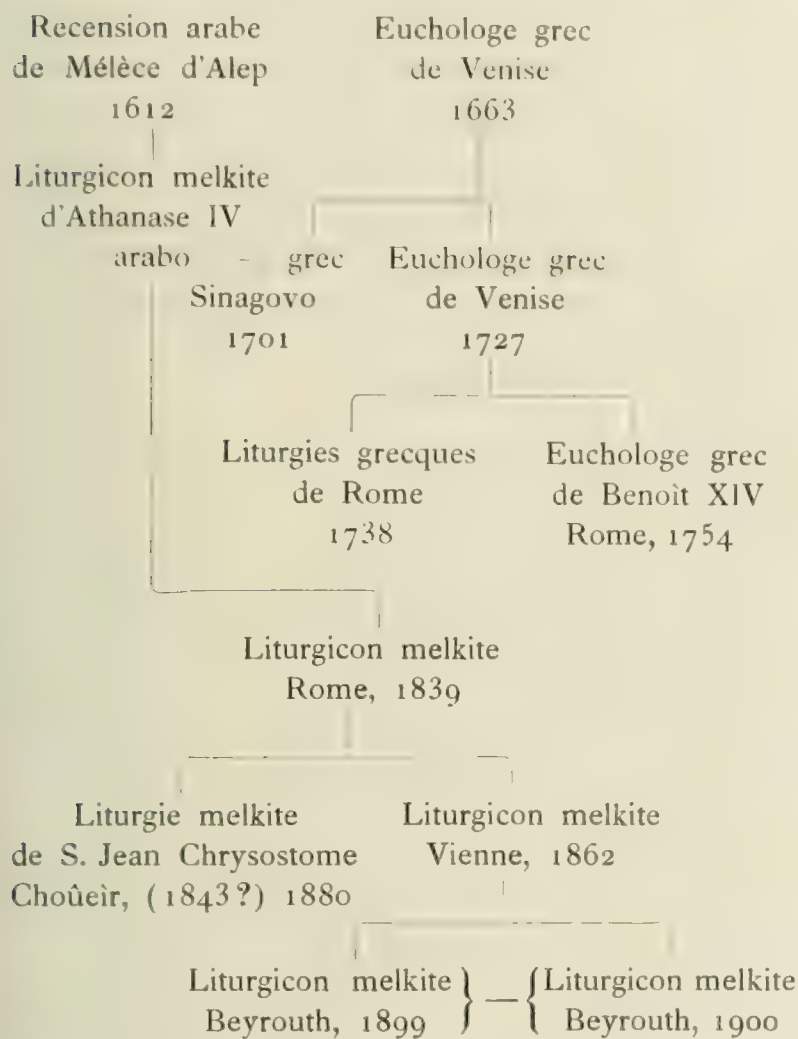 Recension arabe
de Mélèce d'Alep
1612
Euchologe grec
de Venise
1663
Liturgicon melkite
d'Athanase IV
arabo - grec
Sinagovo
1701
Euchologe grec
de Venise
1727
Liturgies grecques
de Rome
1738
Euchologe grec
de Benoît XIV
Rome, 1754
Liturgicon melkite
Rome, 1839
Liturgie melkite
de S. Jean Chrysostome
Choûeìr, (1843?) 1880
Liturgicon melkite
Vienne, 1862
Liturgicon melkite
Beyrouth, 1899
} — {
Liturgicon melkite
Beyrouth, 1900